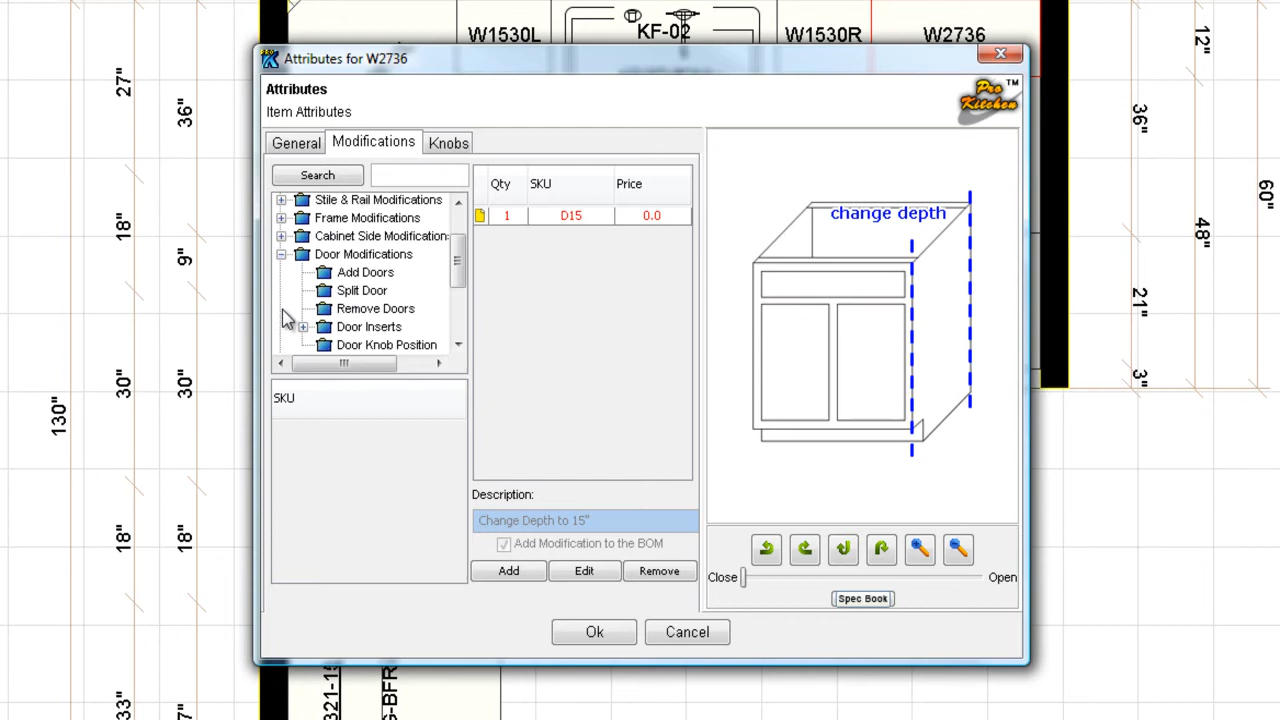 W1530L
KF-02
W1530R
W2736
12"
27"
36"
Attributes for W2736
Attributes
Item Attributes
Pro Kitchen ™
General
Modifications
Knobs
Search
Stile & Rail Modifications
Frame Modifications
Cabinet Side Modification
Door Modifications
Add Doors
Split Door
Remove Doors
Door Inserts
Door Knob Position
SKU
Qty SKU Price
1 D15 0.0
Description:
Change Depth to 15"
Add Modification to the BOM
Add
Edit
Remove
change depth
Close
Open
Spec Book
Ok
Cancel
36"
60"
18"
48"
9"
21"
30"
30"
3"
130"
18"
18"
33"
7"
321-15
G-BFR